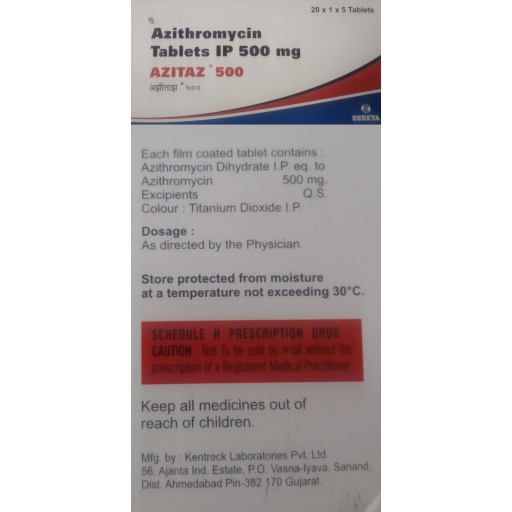 20 x 1 x 5 Tablets
Rx
Azithromycin
Tablets IP 500 mg
AZITAZ® 500
अझीताझ® ५००
SHREYA
Each film coated tablet contains :
Azithromycin Dihydrate I.P. eq. to
Azithromycin 500 mg.
Excipients Q.S.
Colour : Titanium Dioxide I.P.
Dosage :
As directed by the Physician.
Store protected from moisture
at a temperature not exceeding 30°C.
SCHEDULE H PRESCRIPTION DRUG
CAUTION : Not To be sold by retail without the
prescription of a Registered Medical Practitioner.
Keep all medicines out of
reach of children.
Mfg. by : Kentreck Laboratories Pvt. Ltd.
56, Ajanta Ind. Estate, P.O. Vasna-Iyava, Sanand,
Dist. Ahmedabad Pin-382 170 Gujarat.